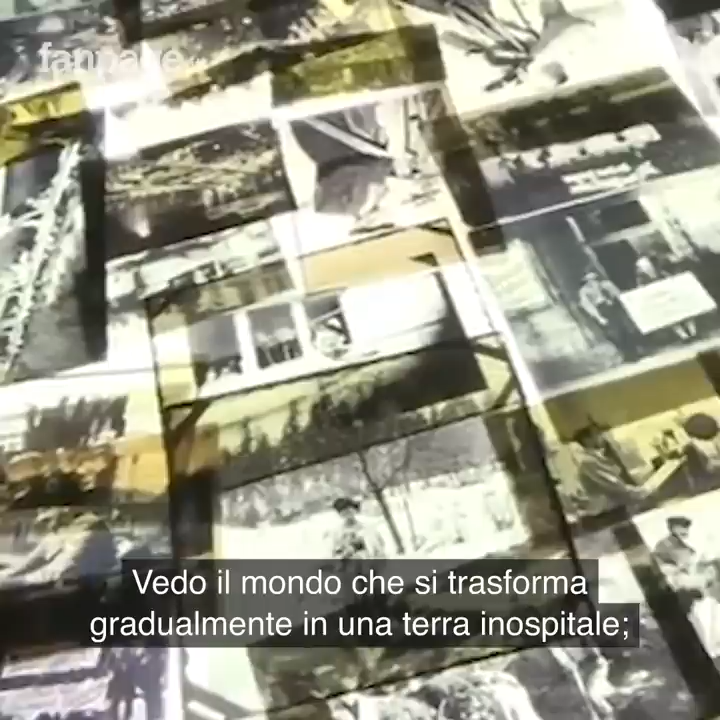 fanpage
Vedo il mondo che si trasforma
gradualmente in una terra inospitale;